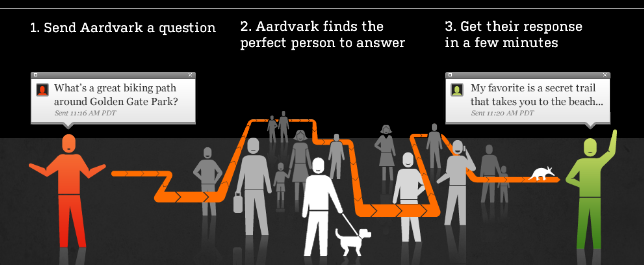 1. Send Aardvark a question
2. Aardvark finds the
perfect person to answer
3. Get their response
in a few minutes
What's a great biking path
around Golden Gate Park?
Sent 11:16 AM PDT
My favorite is a secret trail
that takes you to the beach...
Sent 11:20 AM PDT